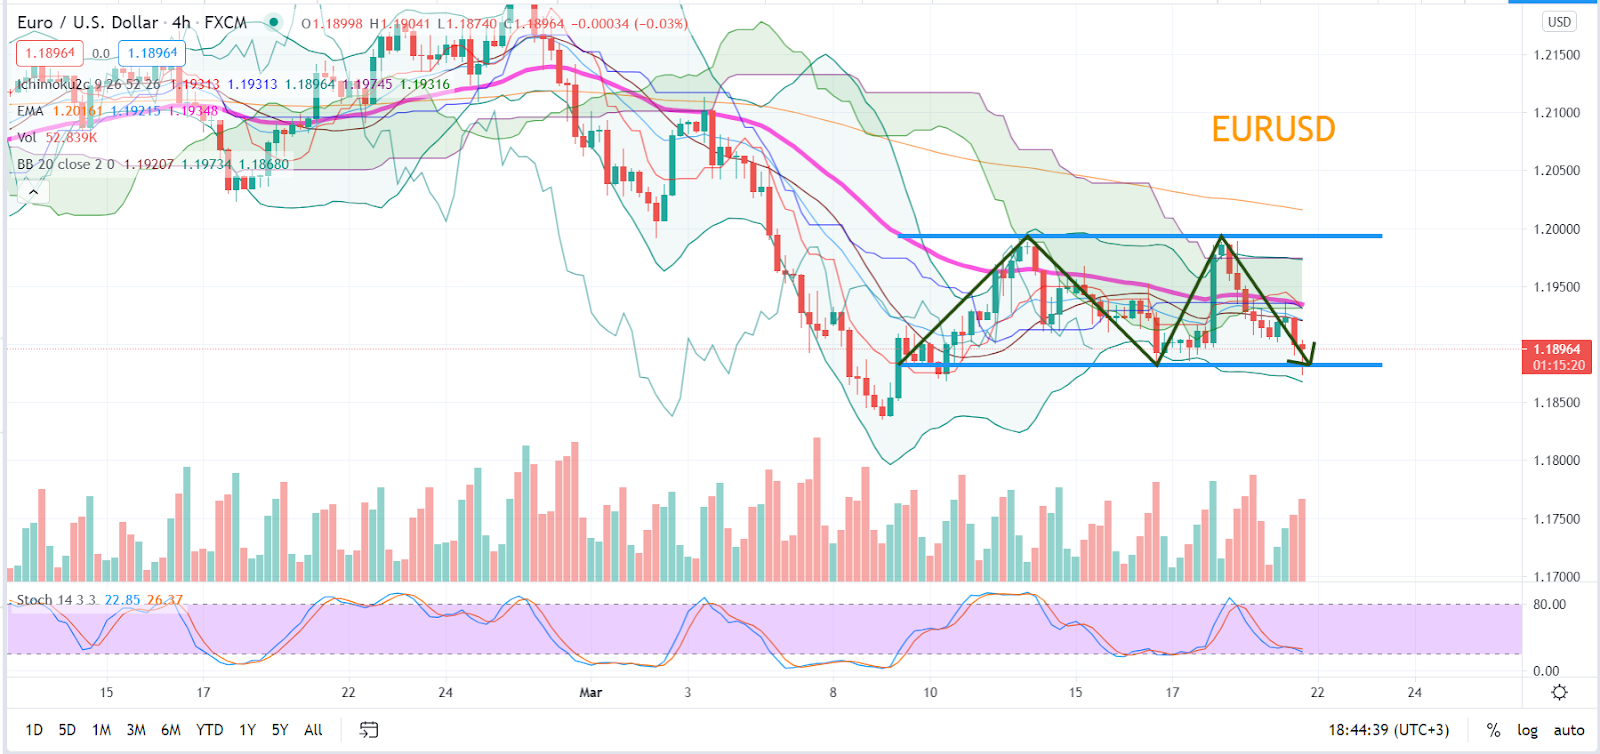 Euro / U.S. Dollar · 4h · FXCM O1.18998 H1.19041 L1.18740 C1.18964 −0.00034 (−0.03%)
1.18964 0.0 1.18964
Ichimoku2c 9 26 52 26 1.19313 1.19313 1.18964 1.19745 1.19316
EMA 1.20161 1.19215 1.19348
Vol 52.839K
BB 20 close 2 0 1.19207 1.19734 1.18680
EURUSD
USD
1.21500
1.21000
1.20500
1.20000
1.19500
1.18964
01:15:20
1.18500
1.18000
1.17500
1.17000
Stoch 14 3 3 22.85 26.37
80.00
0.00
15 17 22 24 Mar 3 8 10 15 17 22 24
1D 5D 1M 3M 6M YTD 1Y 5Y All 18:44:39 (UTC+3) % log auto